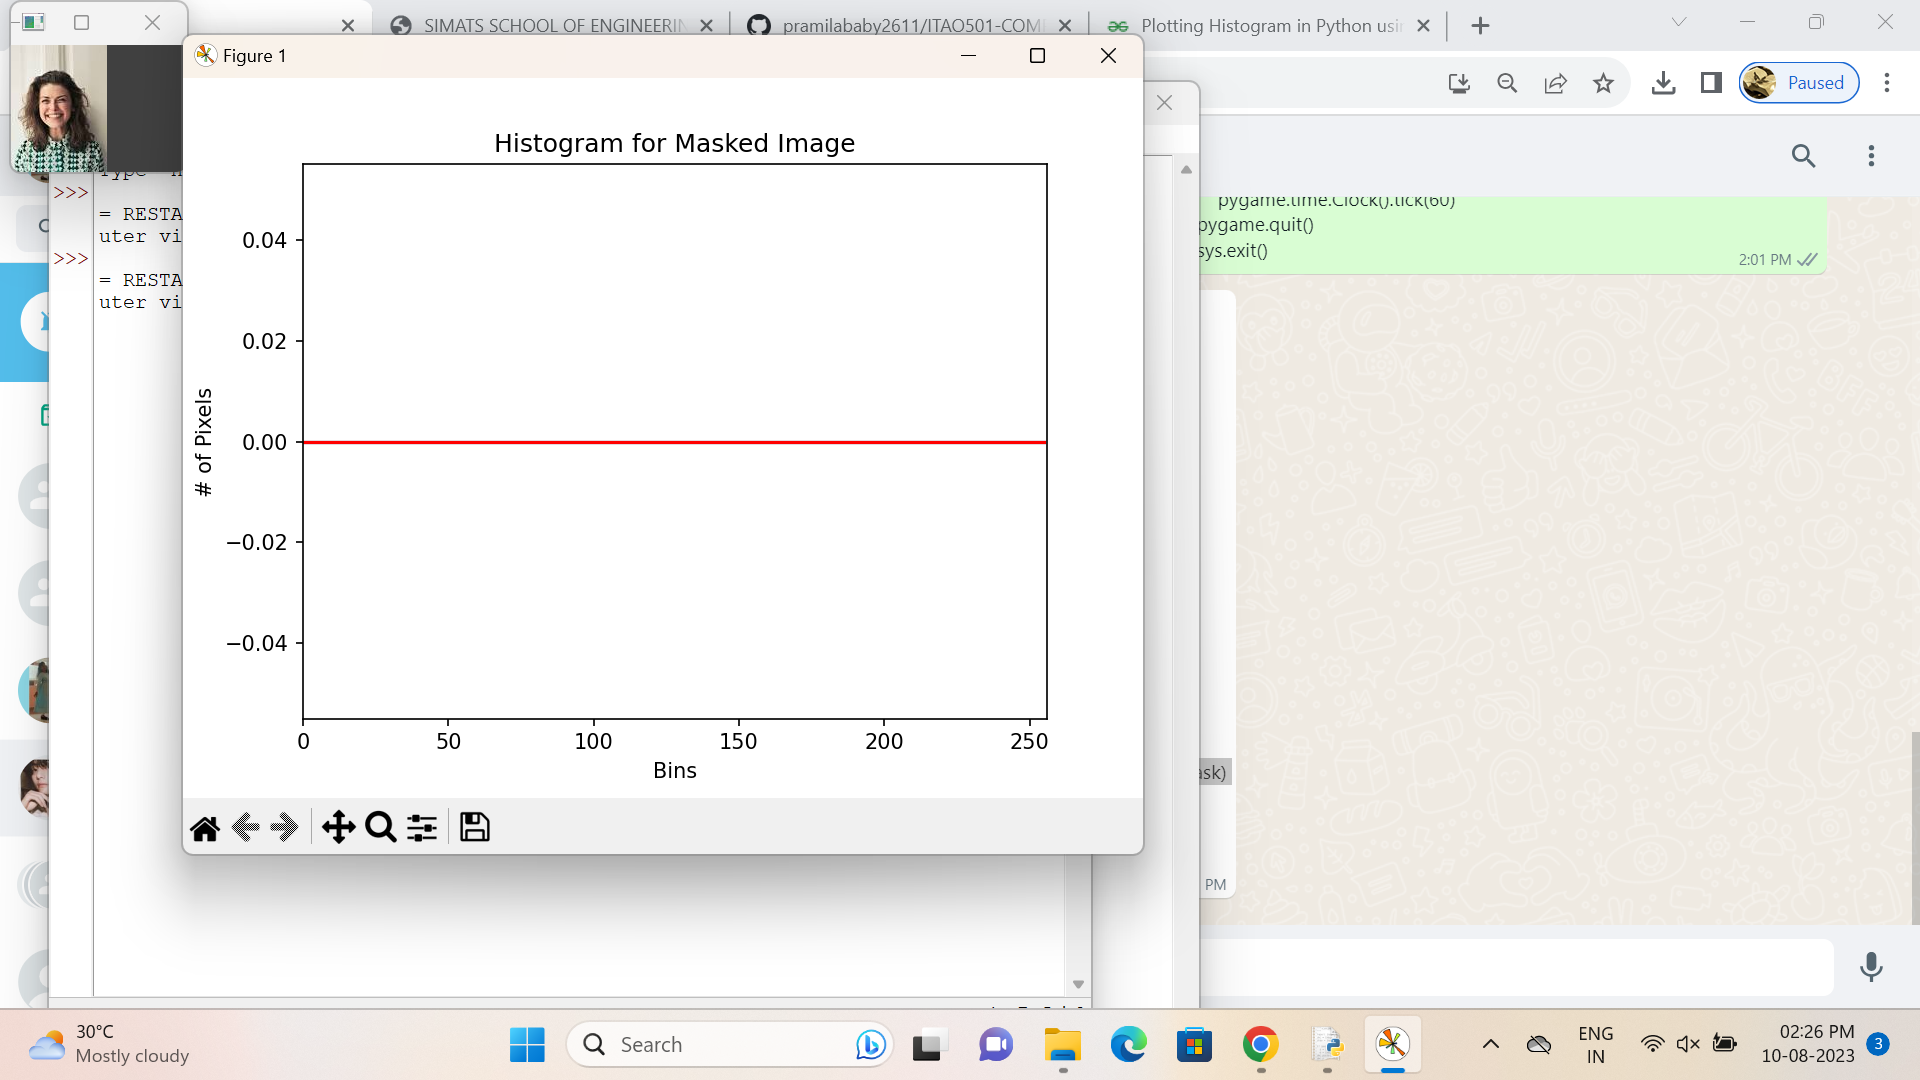 SIMATS SCHOOL OF ENGINEERIN
pramilababy2611/ITAO501-COM
Plotting Histogram in Python usi
Figure 1
Paused
Histogram for Masked Image
>>>
= RESTA
uter vi
>>>
= RESTA
uter vi
0.04
0.02
0.00
−0.02
−0.04
# of Pixels
0
50
100
150
200
250
Bins
pygame.time.Clock().tick(60)
pygame.quit()
sys.exit()
2:01 PM
ask)
PM
30°C
Mostly cloudy
Search
ENG
IN
02:26 PM
10-08-2023
3